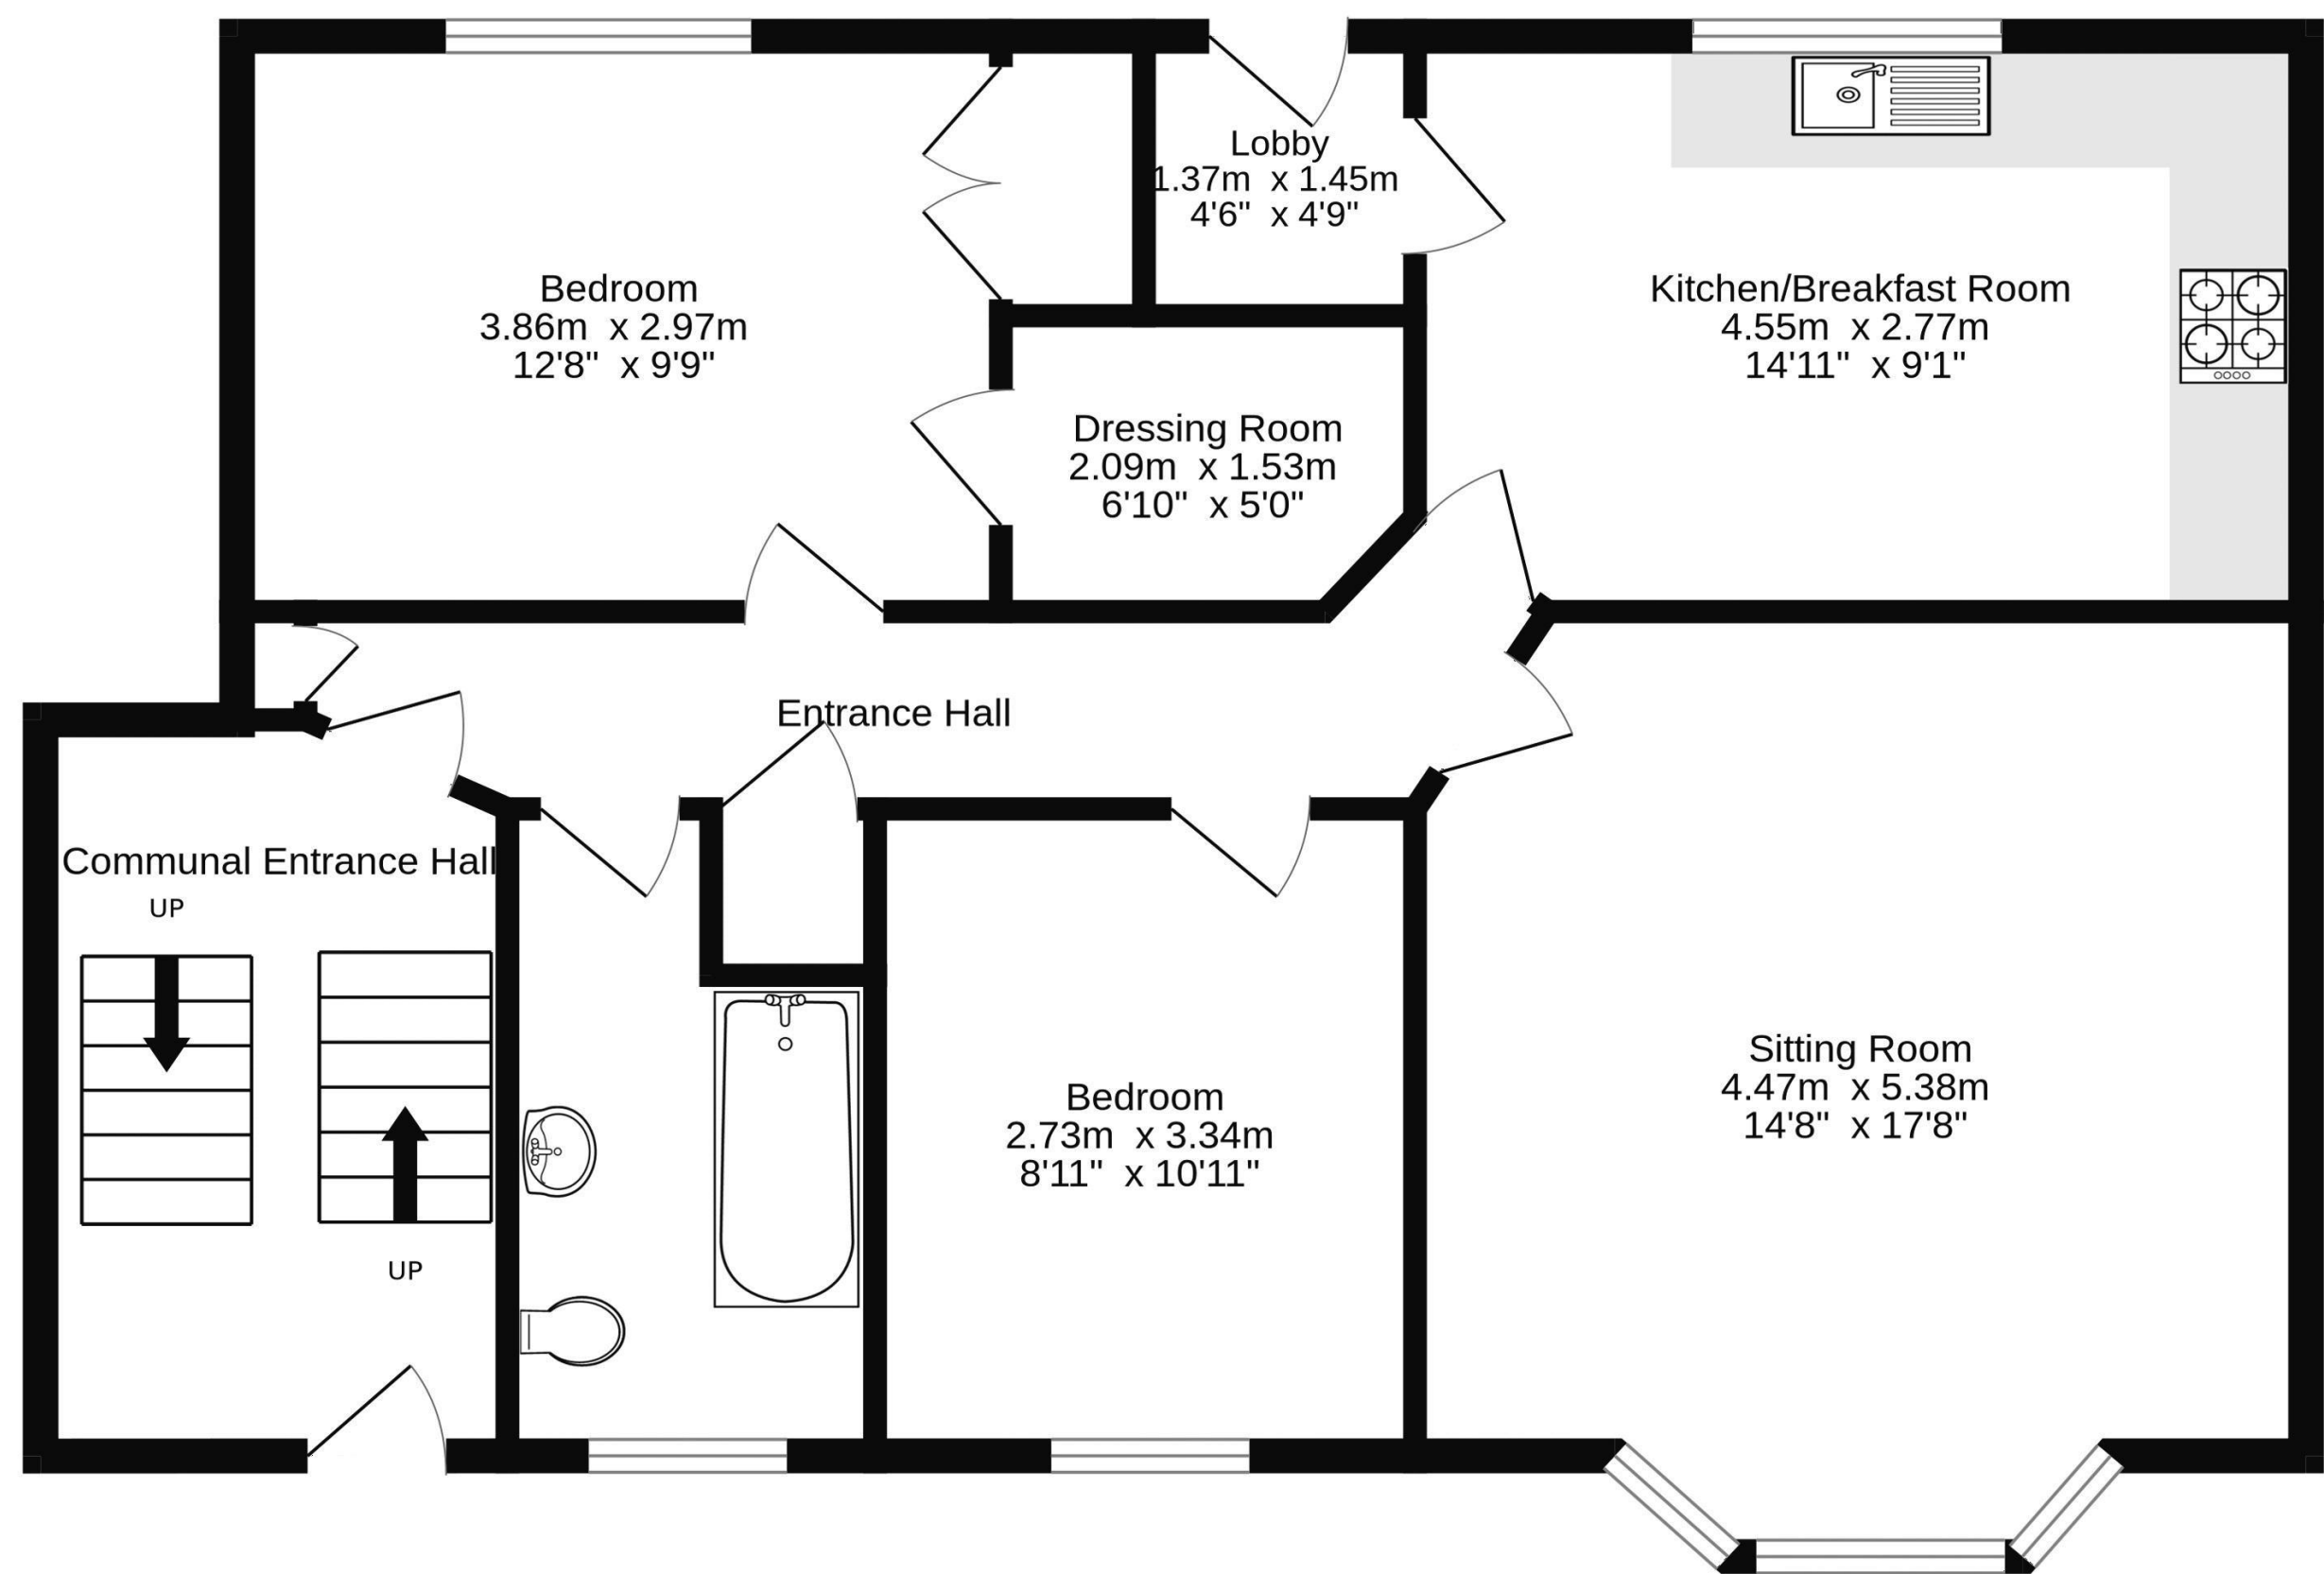 Lobby
1.37m x 1.45m
4'6" x 4'9"
Bedroom
3.86m x 2.97m
12'8" x 9'9"
Kitchen/Breakfast Room
4.55m x 2.77m
14'11" x 9'1"
Dressing Room
2.09m x 1.53m
6'10" x 5'0"
Entrance Hall
Communal Entrance Hall
UP
UP
Bedroom
2.73m x 3.34m
8'11" x 10'11"
Sitting Room
4.47m x 5.38m
14'8" x 17'8"